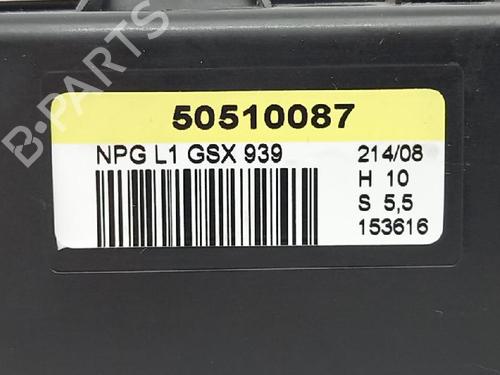 B-PARTS
50510087
NPG L1 GSX 939
214/08
H 10
S 5,5
153616